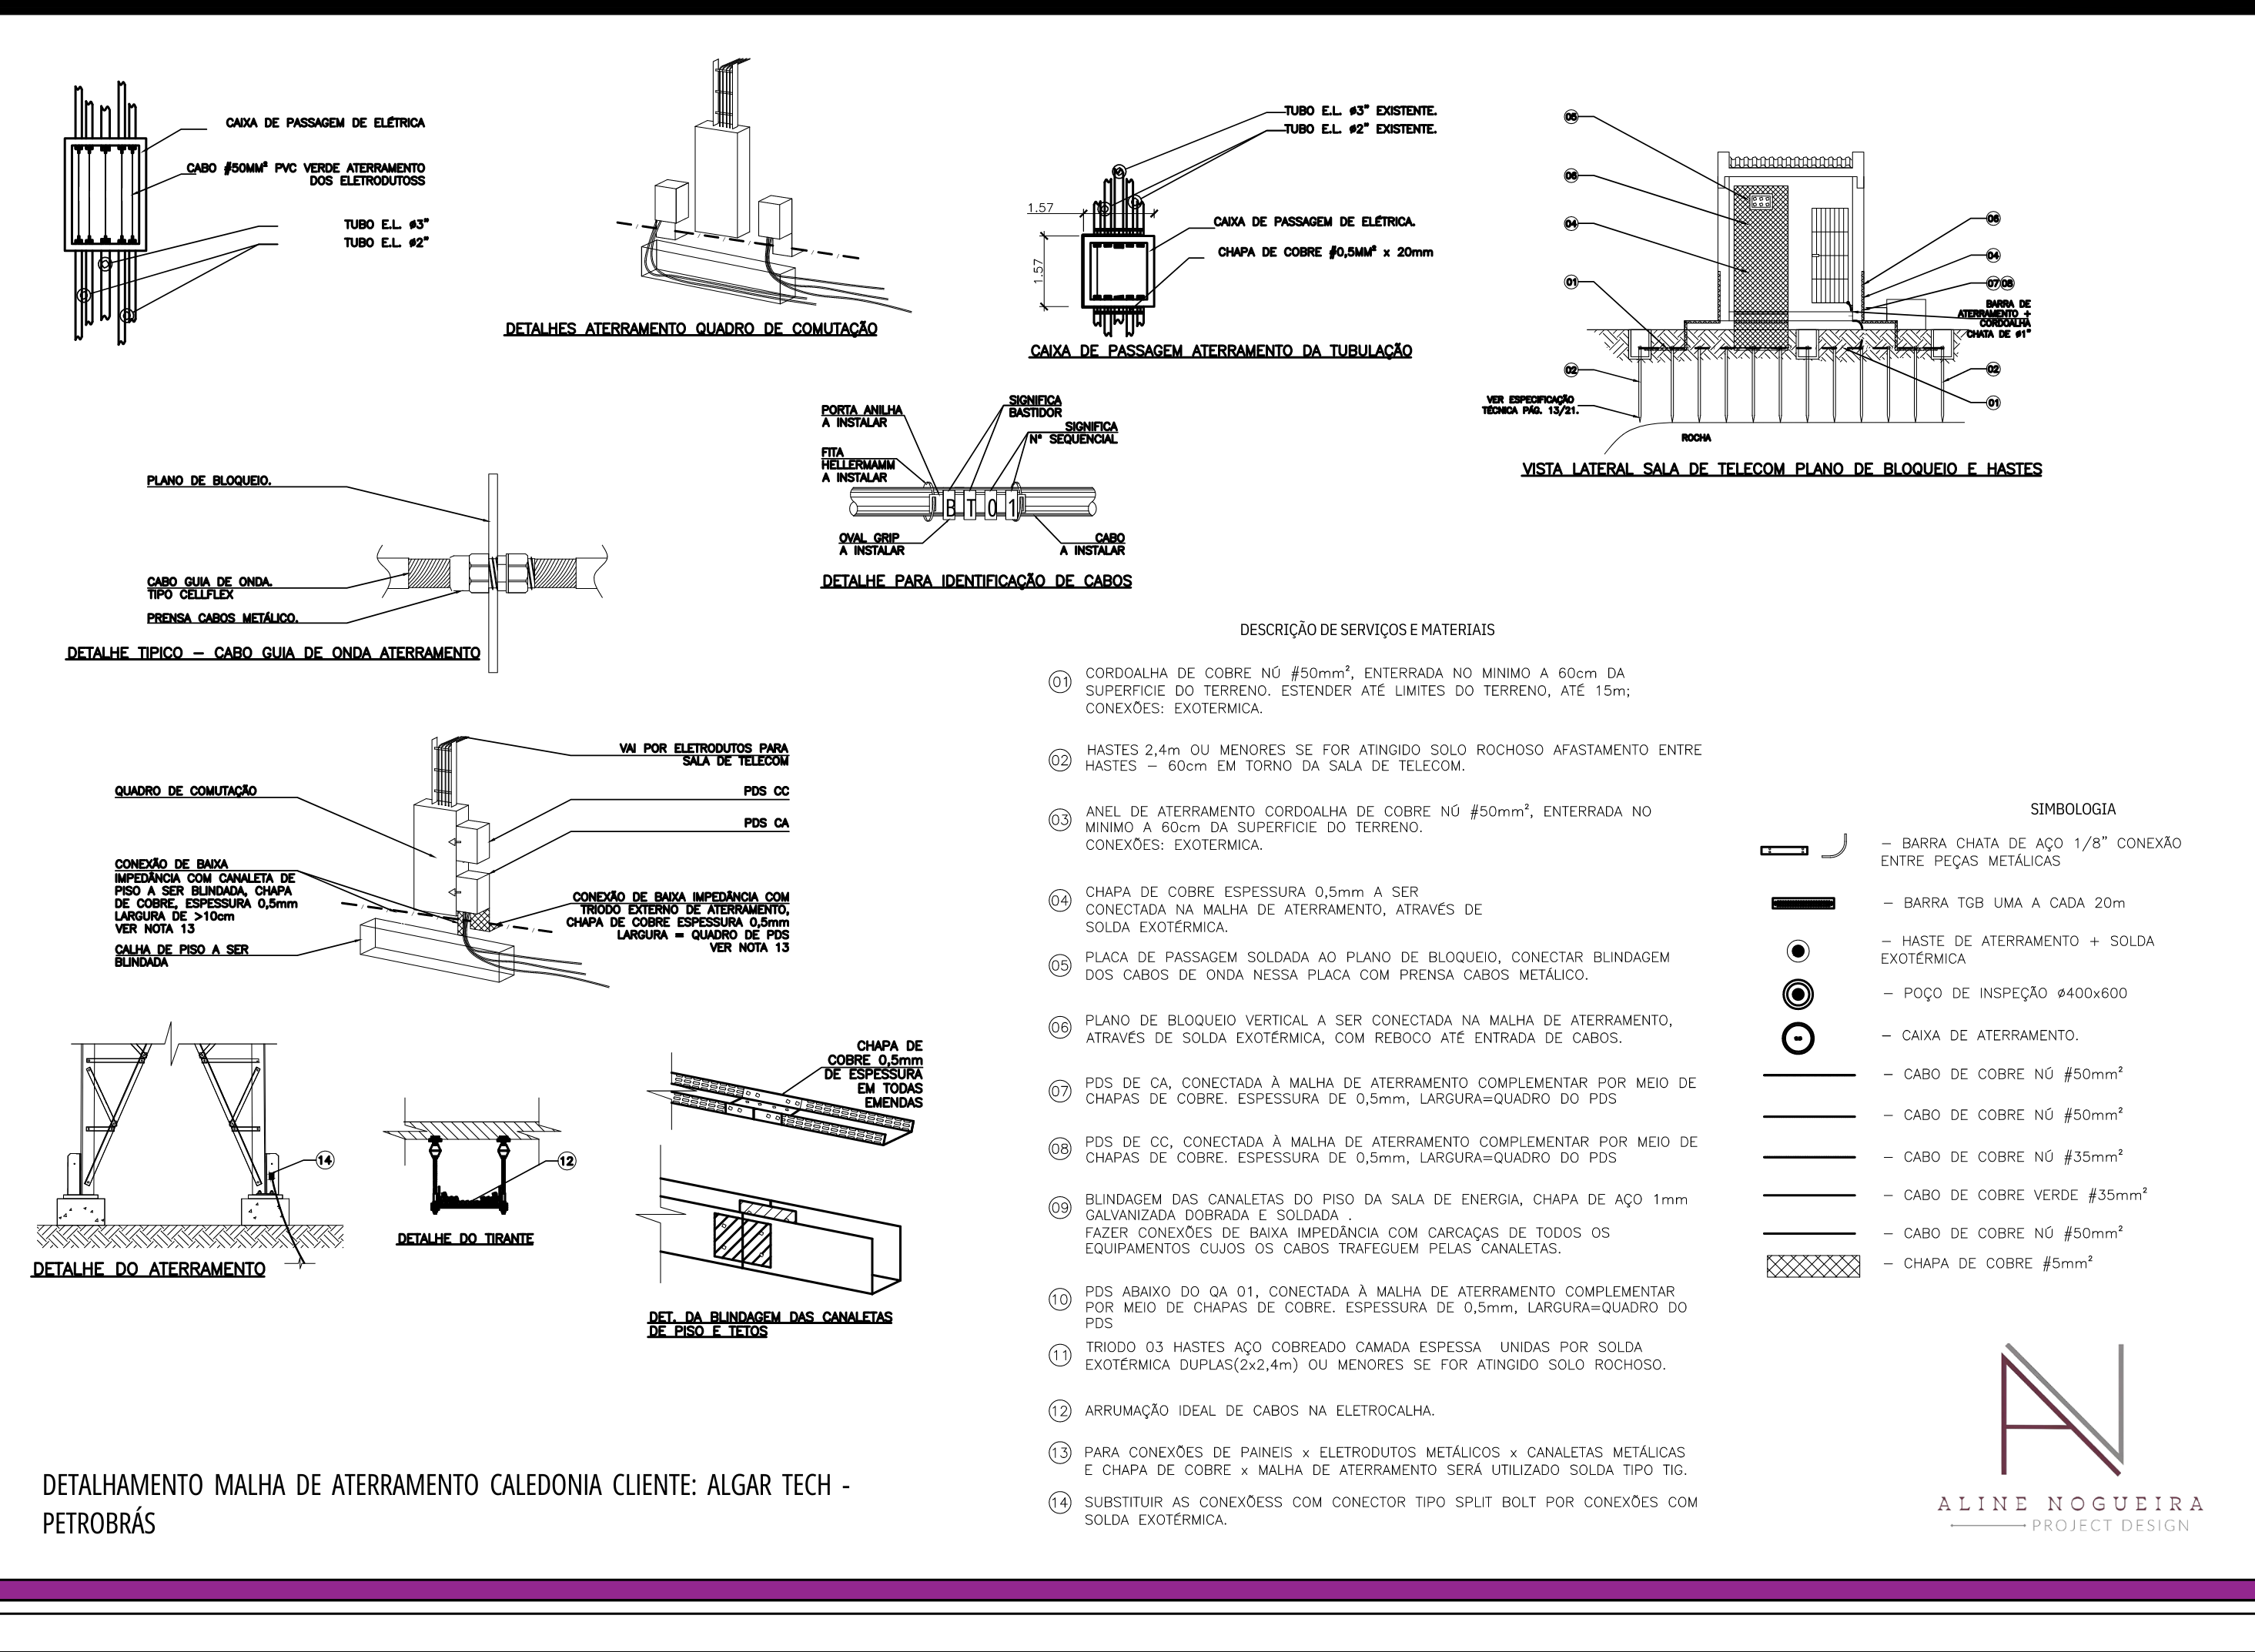 CAIXA DE PASSAGEM DE ELÉTRICA
CABO #50MM² PVC VERDE ATERRAMENTO
DOS ELETRODUTOSS
TUBO E.L. ø3"
TUBO E.L. ø2"
DETALHES ATERRAMENTO QUADRO DE COMUTAÇÃO
TUBO E.L. ø3" EXISTENTE.
TUBO E.L. ø2" EXISTENTE.
1.57
1.57
CAIXA DE PASSAGEM DE ELÉTRICA.
CHAPA DE COBRE #0,5MM² x 20mm
CAIXA DE PASSAGEM ATERRAMENTO DA TUBULAÇÃO
05
06
04
01
02
06
04
07 08
BARRA DE
ATERRAMENTO +
CORDOALHA
CHATA DE ø1"
02
01
VER ESPECIFICAÇÃO
TÉCNICA PÁG. 13/21.
ROCHA
VISTA LATERAL SALA DE TELECOM PLANO DE BLOQUEIO E HASTES
PORTA ANILHA
A INSTALAR
FITA
HELLERMAMM
A INSTALAR
SIGNIFICA
BASTIDOR
SIGNIFICA
N° SEQUENCIAL
B T 0 1
OVAL GRIP
A INSTALAR
CABO
A INSTALAR
DETALHE PARA IDENTIFICAÇÃO DE CABOS
PLANO DE BLOQUEIO.
CABO GUIA DE ONDA.
TIPO CELLFLEX
PRENSA CABOS METÁLICO.
DETALHE TIPICO – CABO GUIA DE ONDA ATERRAMENTO
VAI POR ELETRODUTOS PARA
SALA DE TELECOM
QUADRO DE COMUTAÇÃO
PDS CC
PDS CA
CONEXÃO DE BAIXA
IMPEDÂNCIA COM CANALETA DE
PISO A SER BLINDADA, CHAPA
DE COBRE, ESPESSURA 0,5mm
LARGURA DE >10cm
VER NOTA 13
CALHA DE PISO A SER
BLINDADA
CONEXÃO DE BAIXA IMPEDÂNCIA COM
TRIODO EXTERNO DE ATERRAMENTO,
CHAPA DE COBRE ESPESSURA 0,5mm
LARGURA = QUADRO DE PDS
VER NOTA 13
14
DETALHE DO ATERRAMENTO
12
DETALHE DO TIRANTE
CHAPA DE
COBRE 0,5mm
DE ESPESSURA
EM TODAS
EMENDAS
DET. DA BLINDAGEM DAS CANALETAS
DE PISO E TETOS
DESCRIÇÃO DE SERVIÇOS E MATERIAIS
01 CORDOALHA DE COBRE NÚ #50mm², ENTERRADA NO MINIMO A 60cm DA
SUPERFICIE DO TERRENO. ESTENDER ATÉ LIMITES DO TERRENO, ATÉ 15m;
CONEXÕES: EXOTERMICA.
02 HASTES 2,4m OU MENORES SE FOR ATINGIDO SOLO ROCHOSO AFASTAMENTO ENTRE
HASTES – 60cm EM TORNO DA SALA DE TELECOM.
03 ANEL DE ATERRAMENTO CORDOALHA DE COBRE NÚ #50mm², ENTERRADA NO
MINIMO A 60cm DA SUPERFICIE DO TERRENO.
CONEXÕES: EXOTERMICA.
04 CHAPA DE COBRE ESPESSURA 0,5mm A SER
CONECTADA NA MALHA DE ATERRAMENTO, ATRAVÉS DE
SOLDA EXOTÉRMICA.
05 PLACA DE PASSAGEM SOLDADA AO PLANO DE BLOQUEIO, CONECTAR BLINDAGEM
DOS CABOS DE ONDA NESSA PLACA COM PRENSA CABOS METÁLICO.
06 PLANO DE BLOQUEIO VERTICAL A SER CONECTADA NA MALHA DE ATERRAMENTO,
ATRAVÉS DE SOLDA EXOTÉRMICA, COM REBOCO ATÉ ENTRADA DE CABOS.
07 PDS DE CA, CONECTADA À MALHA DE ATERRAMENTO COMPLEMENTAR POR MEIO DE
CHAPAS DE COBRE. ESPESSURA DE 0,5mm, LARGURA=QUADRO DO PDS
08 PDS DE CC, CONECTADA À MALHA DE ATERRAMENTO COMPLEMENTAR POR MEIO DE
CHAPAS DE COBRE. ESPESSURA DE 0,5mm, LARGURA=QUADRO DO PDS
09 BLINDAGEM DAS CANALETAS DO PISO DA SALA DE ENERGIA, CHAPA DE AÇO 1mm
GALVANIZADA DOBRADA E SOLDADA .
FAZER CONEXÕES DE BAIXA IMPEDÂNCIA COM CARCAÇAS DE TODOS OS
EQUIPAMENTOS CUJOS OS CABOS TRAFEGUEM PELAS CANALETAS.
10 PDS ABAIXO DO QA 01, CONECTADA À MALHA DE ATERRAMENTO COMPLEMENTAR
POR MEIO DE CHAPAS DE COBRE. ESPESSURA DE 0,5mm, LARGURA=QUADRO DO
PDS
11 TRIODO 03 HASTES AÇO COBREADO CAMADA ESPESSA UNIDAS POR SOLDA
EXOTÉRMICA DUPLAS(2x2,4m) OU MENORES SE FOR ATINGIDO SOLO ROCHOSO.
12 ARRUMAÇÃO IDEAL DE CABOS NA ELETROCALHA.
13 PARA CONEXÕES DE PAINEIS x ELETRODUTOS METÁLICOS x CANALETAS METÁLICAS
E CHAPA DE COBRE x MALHA DE ATERRAMENTO SERÁ UTILIZADO SOLDA TIPO TIG.
14 SUBSTITUIR AS CONEXÕESS COM CONECTOR TIPO SPLIT BOLT POR CONEXÕES COM
SOLDA EXOTÉRMICA.
SIMBOLOGIA
– BARRA CHATA DE AÇO 1/8" CONEXÃO
ENTRE PEÇAS METÁLICAS
– BARRA TGB UMA A CADA 20m
– HASTE DE ATERRAMENTO + SOLDA
EXOTÉRMICA
– POÇO DE INSPEÇÃO ø400x600
– CAIXA DE ATERRAMENTO.
– CABO DE COBRE NÚ #50mm²
– CABO DE COBRE NÚ #50mm²
– CABO DE COBRE NÚ #35mm²
– CABO DE COBRE VERDE #35mm²
– CABO DE COBRE NÚ #50mm²
– CHAPA DE COBRE #5mm²
DETALHAMENTO MALHA DE ATERRAMENTO CALEDONIA CLIENTE: ALGAR TECH -
PETROBRÁS
ALINE NOGUEIRA
PROJECT DESIGN